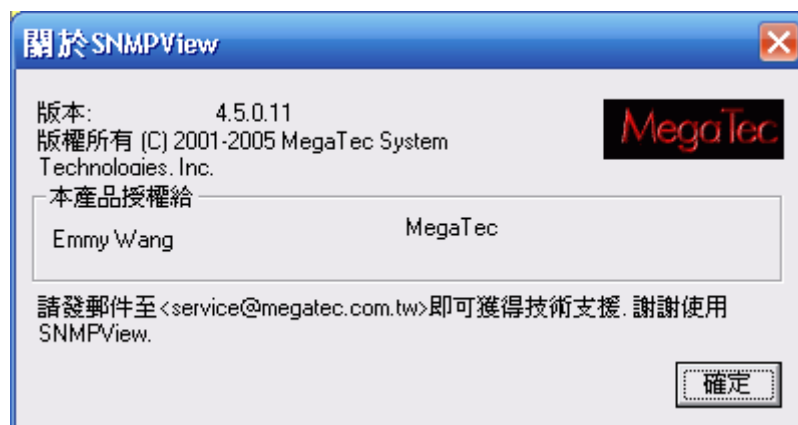 關於SNMPView
版本: 4.5.0.11
MegaTec
版權所有 (C) 2001-2005 MegaTec System
Technologies. Inc.
本產品授權給
Emmy Wang MegaTec
請發郵件至<service@megatec.com.tw>即可獲得技術支援. 謝謝使用
SNMPView.
確定